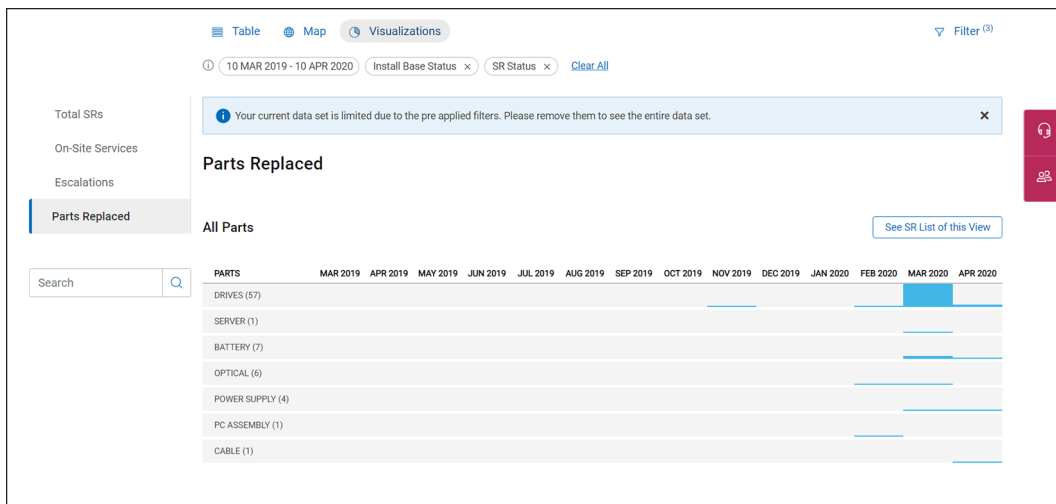 Table Map Visualizations Filter (3)
10 MAR 2019 - 10 APR 2020 Install Base Status × SR Status × Clear All
Total SRs
On-Site Services
Escalations
Parts Replaced
Search
Your current data set is limited due to the pre applied filters. Please remove them to see the entire data set. ×
Parts Replaced
All Parts See SR List of this View
PARTS MAR 2019 APR 2019 MAY 2019 JUN 2019 JUL 2019 AUG 2019 SEP 2019 OCT 2019 NOV 2019 DEC 2019 JAN 2020 FEB 2020 MAR 2020 APR 2020
DRIVES (57)
SERVER (1)
BATTERY (7)
OPTICAL (6)
POWER SUPPLY (4)
PC ASSEMBLY (1)
CABLE (1)